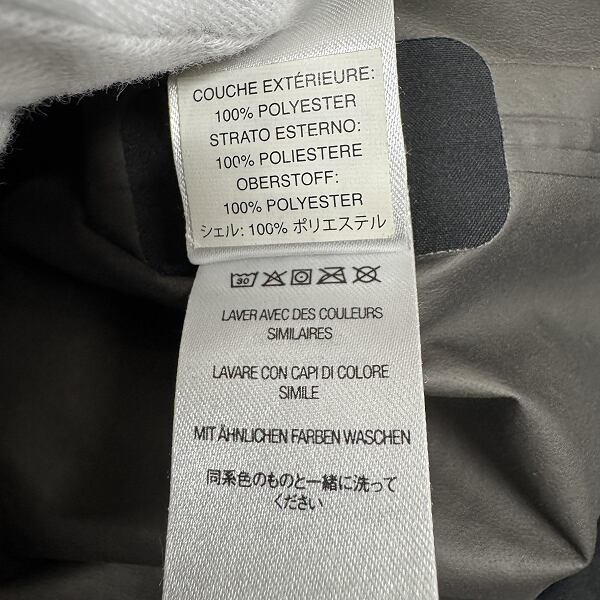 COUCHE EXTÉRIEURE:
100% POLYESTER
STRATO ESTERNO:
100% POLIESTERE
OBERSTOFF:
100% POLYESTER
シェル: 100% ポリエステル
30
LAVER AVEC DES COULEURS
SIMILAIRES
LAVARE CON CAPI DI COLORE
SIMILE
MIT ÄHNLICHEN FARBEN WASCHEN
同系色のものと一緒に洗って
ください